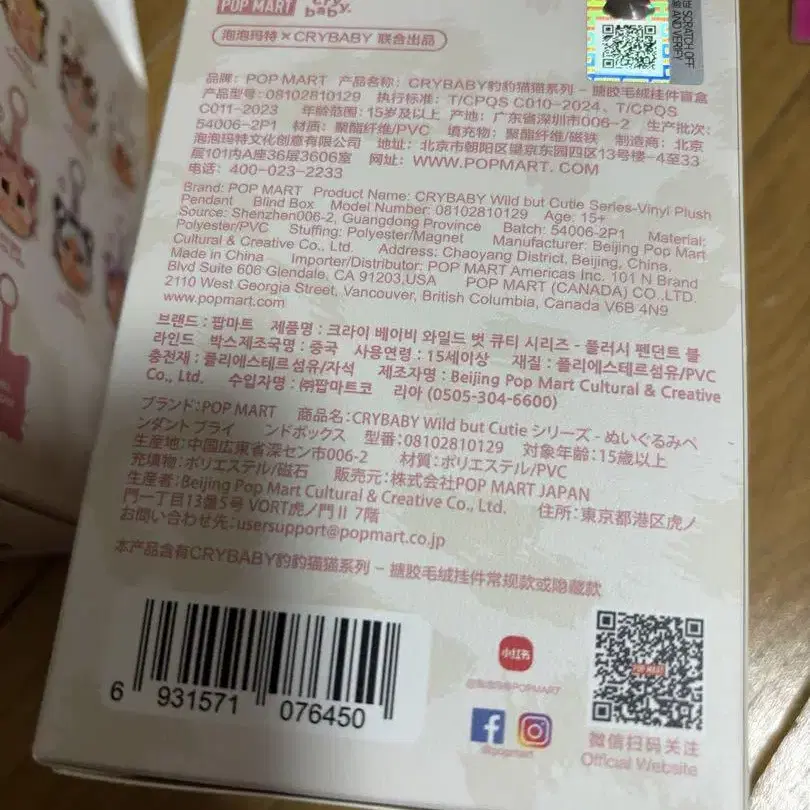 POP MART
cry baby.
SCRATCH OFF
AND VERIFY
泡泡玛特×CRYBABY 联合出品
品牌：POP MART 产品名称：CRYBABY豹豹猫猫系列 – 搪胶毛绒挂件盲盒
产品型号：08102810129 执行标准：T/CPQS C010-2024、T/CPQS
C011-2023 年龄范围：15岁及以上 产地：广东省深圳市006-2 生产批次：
54006-2P1 材质：聚酯纤维/PVC 填充物：聚酯纤维/磁铁 制造商：北京
泡泡玛特文化创意有限公司 地址：北京市朝阳区望京东园四区13号楼-4至33
层101内A座36层3606室 网址：WWW.POPMART.COM
电话：400-023-2233
Brand: POP MART Product Name: CRYBABY Wild but Cutie Series-Vinyl Plush
Pendant Blind Box Model Number: 08102810129 Age: 15+
Source: Shenzhen006-2, Guangdong Province Batch: 54006-2P1 Material:
Polyester/PVC Stuffing: Polyester/Magnet Manufacturer: Beijing Pop Mart
Cultural & Creative Co., Ltd. Address: Chaoyang District, Beijing, China.
Made in China Importer/Distributor: POP MART Americas Inc. 101 N Brand
Blvd Suite 606 Glendale, CA 91203,USA POP MART (CANADA) CO.,LTD.
2110 West Georgia Street, Vancouver, British Columbia, Canada V6B 4N9
www.popmart.com
브랜드 : 팝마트 제품명 : 크라이 베이비 와일드 벗 큐티 시리즈 - 플러시 펜던트 블
라인드 박스제조국명 : 중국 사용연령 : 15세이상 재질 : 폴리에스테르섬유/PVC
충전재 : 폴리에스테르섬유/자석 제조자명 : Beijing Pop Mart Cultural & Creative
Co., Ltd. 수입자명 : ㈜팝마트코 리아 (0505-304-6600)
ブランド：POP MART 商品名：CRYBABY Wild but Cutie シリーズ - ぬいぐるみペ
ンダント ブライ ンドボックス 型番：08102810129 対象年齢：15歳以上
生産地：中国広東省深セン市006-2 材質：ポリエステル/PVC
充填物：ポリエステル/磁石 販売元：株式会社POP MART JAPAN
生産者：Beijing Pop Mart Cultural & Creative Co., Ltd. 住所：東京都港区虎ノ
門一丁目13番5号 VORT虎ノ門Ⅱ 7階
お問い合わせ先：usersupport@popmart.co.jp
本产品含有CRYBABY豹豹猫猫系列 – 搪胶毛绒挂件常规款或隐藏款
6 931571 076450
小红书
@泡泡玛特POPMART
@popmart
POP MART
微信扫码关注
Official Website